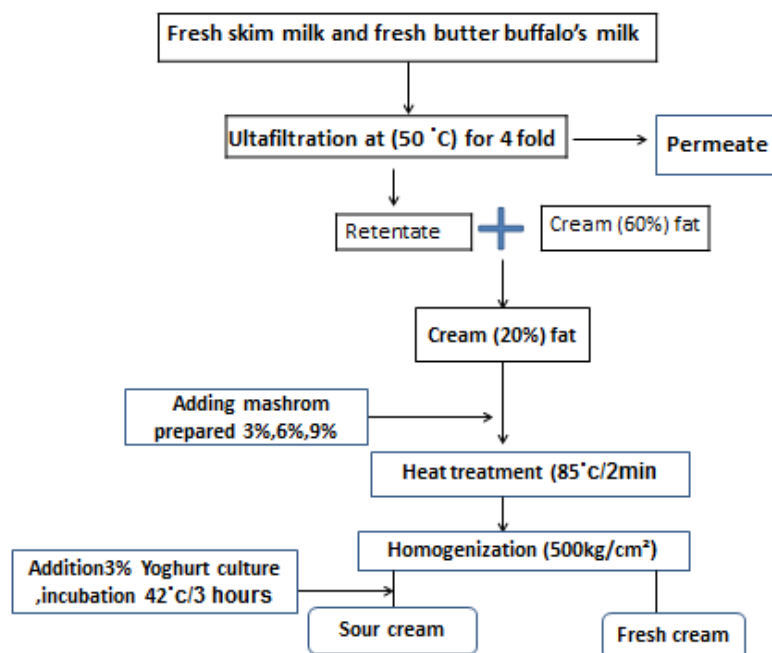 Fresh skim milk and fresh butter buffalo's milk
Ultafiltration at (50 ˚C) for 4 fold
Permeate
Retentate
Cream (60%) fat
Cream (20%) fat
Adding mashrom
prepared 3%,6%,9%
Heat treatment (85˚c/2min
Homogenization (500kg/cm²)
Addition3% Yoghurt culture
,incubation 42˚c/3 hours
Sour cream
Fresh cream